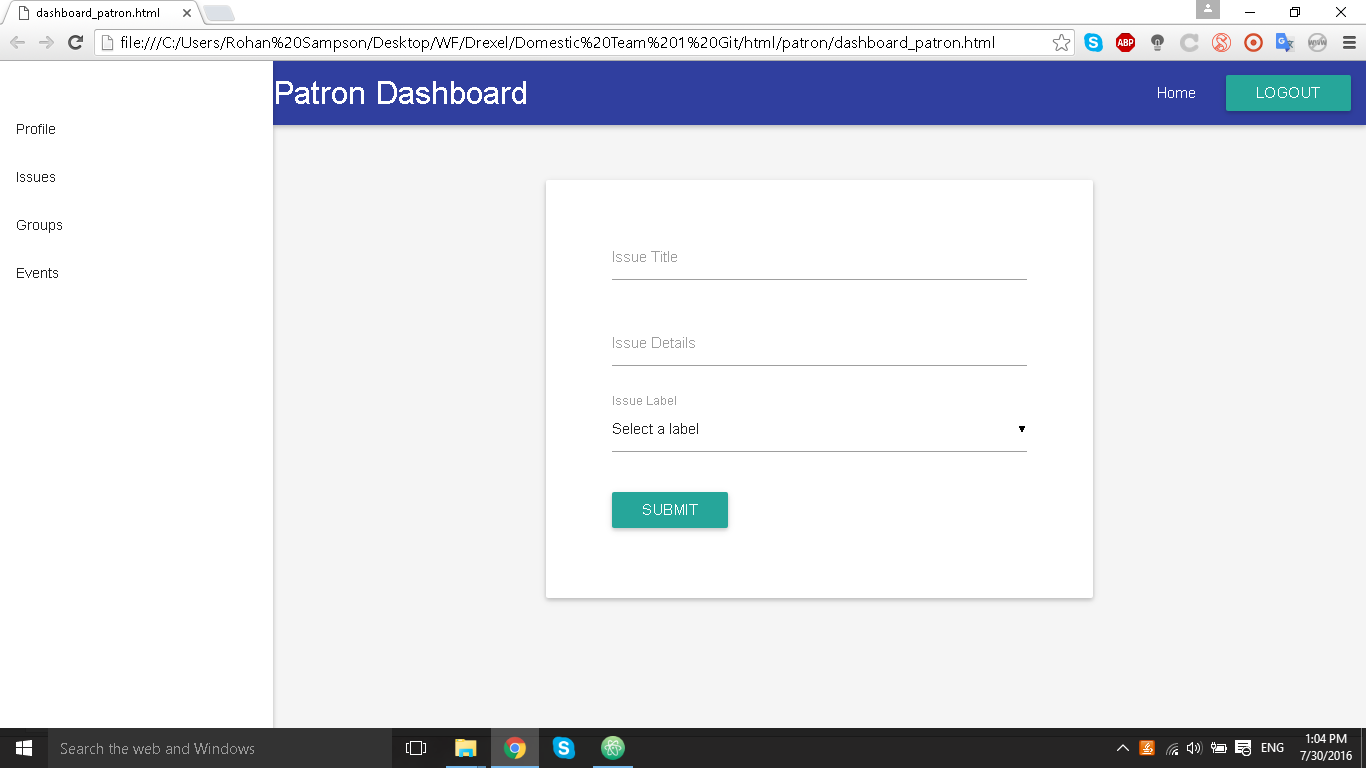 dashboard_patron.html
file:///C:/Users/Rohan%20Sampson/Desktop/WF/Drexel/Domestic%20Team%201%20Git/html/patron/dashboard_patron.html
ABP
Patron Dashboard
Home
LOGOUT
Profile
Issues
Groups
Events
Issue Title
Issue Details
Issue Label
Select a label
SUBMIT
Search the web and Windows
ENG
1:04 PM
7/30/2016